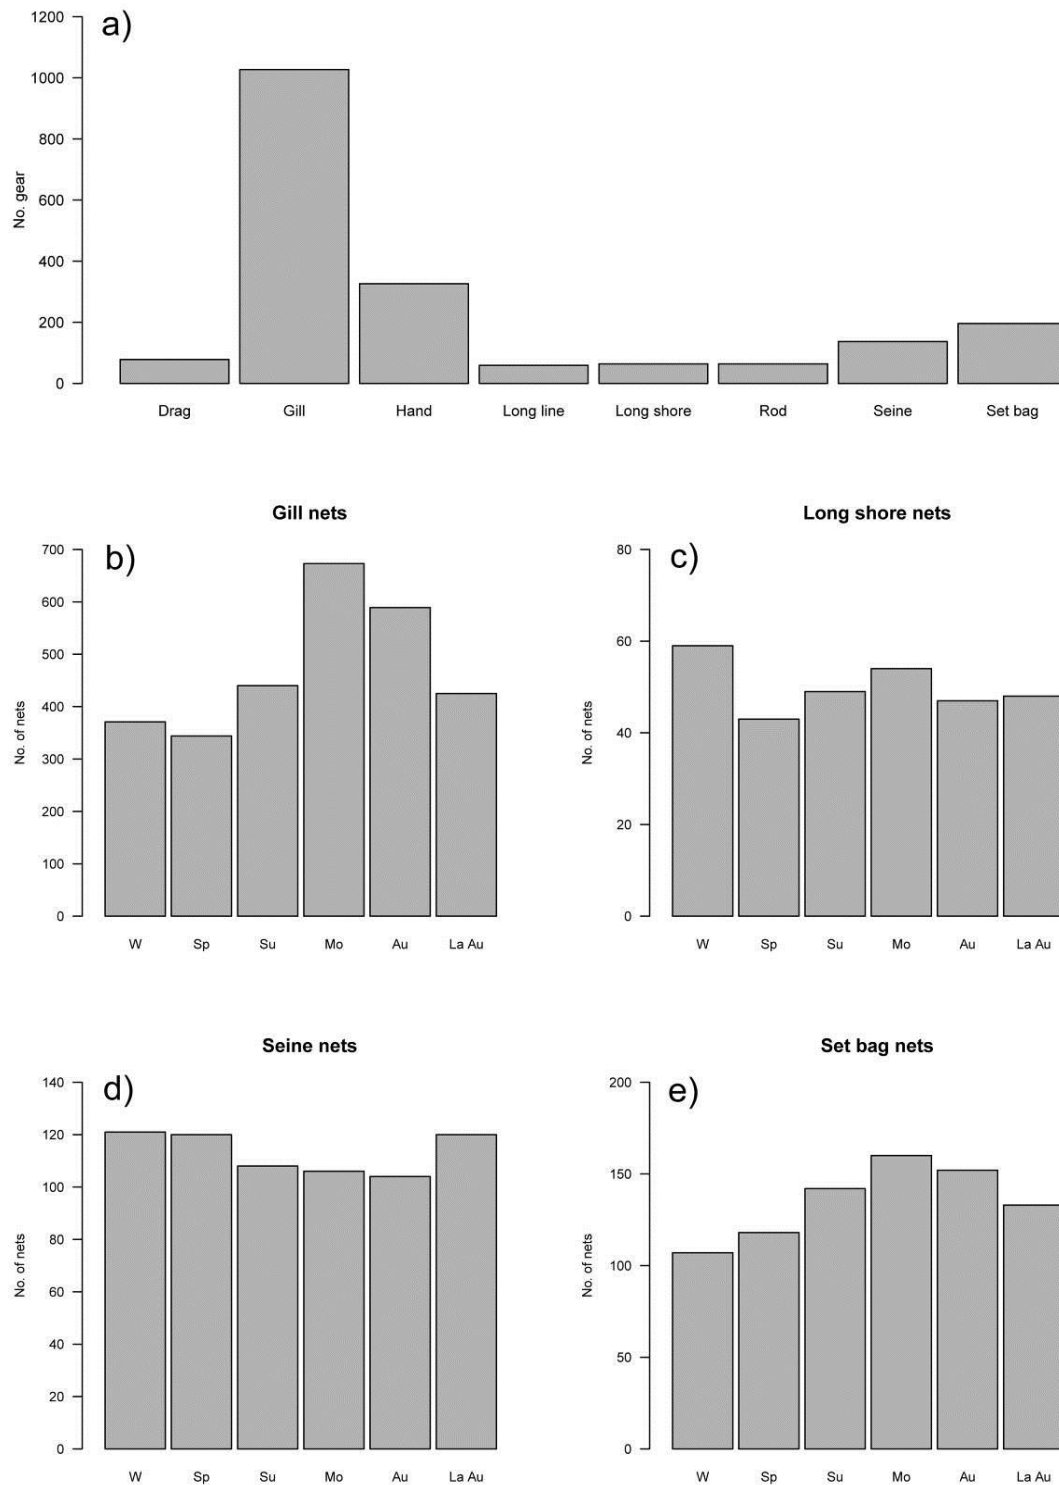 a)
1200
1000
800
600
400
200
0
No. gear
Drag Gill Hand Long line Long shore Rod Seine Set bag
Gill nets
b)
700
600
500
400
300
200
100
0
No. of nets
W Sp Su Mo Au La Au
Long shore nets
c)
80
60
40
20
0
No. of nets
W Sp Su Mo Au La Au
Seine nets
d)
140
120
100
80
60
40
20
0
No. of nets
W Sp Su Mo Au La Au
Set bag nets
e)
200
150
100
50
0
No. of nets
W Sp Su Mo Au La Au